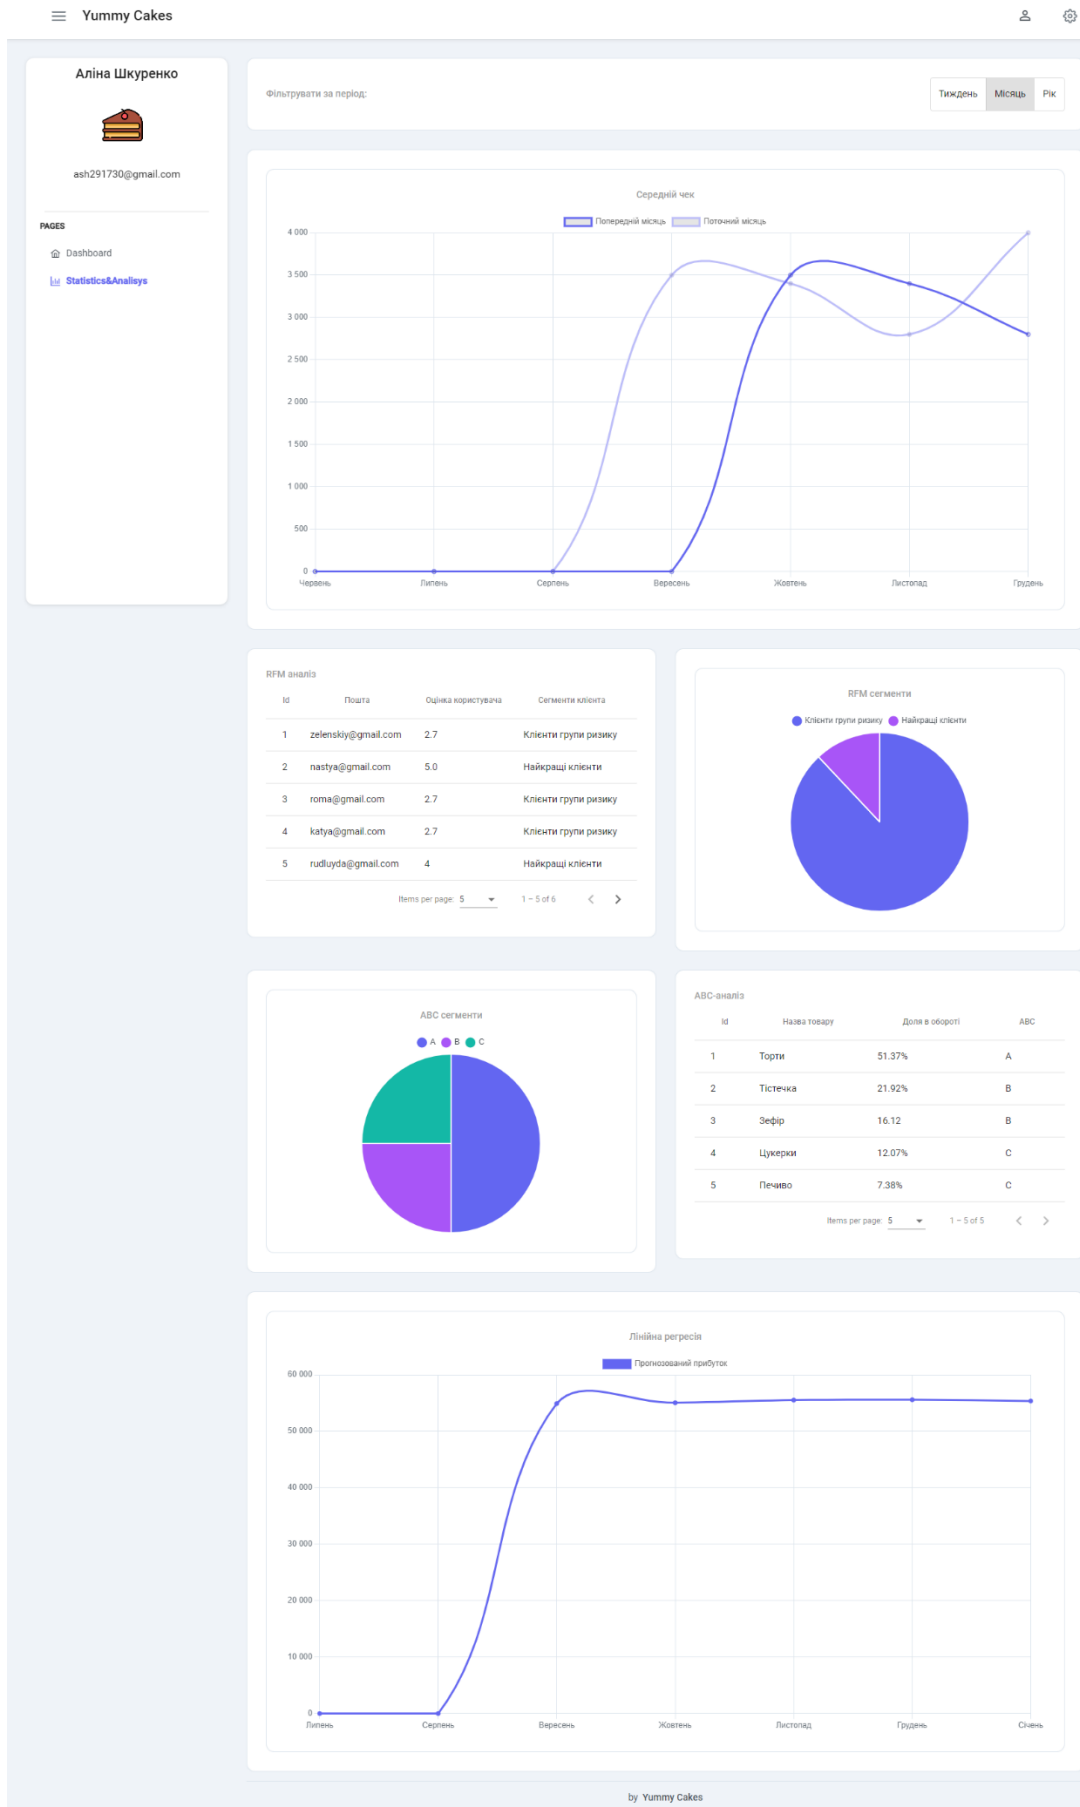 Yummy Cakes
Аліна Шкуренко
ash291730@gmail.com
PAGES
Dashboard
Statistics&Analisys
Фільтрувати за період:
Тиждень Місяць Рік
Середній чек
Попередній місяць Поточний місяць
4 000
3 500
3 000
2 500
2 000
1 500
1 000
500
0
Червень Липень Серпень Вересень Жовтень Листопад Грудень
RFM аналіз
Id Пошта Оцінка користувача Сегменти клієнта
1 zelenskiy@gmail.com 2.7 Клієнти групи ризику
2 nastya@gmail.com 5.0 Найкращі клієнти
3 roma@gmail.com 2.7 Клієнти групи ризику
4 katya@gmail.com 2.7 Клієнти групи ризику
5 rudluyda@gmail.com 4 Найкращі клієнти
Items per page: 5 1 – 5 of 6
RFM сегменти
Клієнти групи ризику Найкращі клієнти
ABC сегменти
A B C
ABC-аналіз
Id Назва товару Доля в обороті ABC
1 Торти 51.37% A
2 Тістечка 21.92% B
3 Зефір 16.12 B
4 Цукерки 12.07% C
5 Печиво 7.38% C
Items per page: 5 1 – 5 of 5
Лінійна регресія
Прогнозований прибуток
60 000
50 000
40 000
30 000
20 000
10 000
0
Липень Серпень Вересень Жовтень Листопад Грудень Січень
by Yummy Cakes